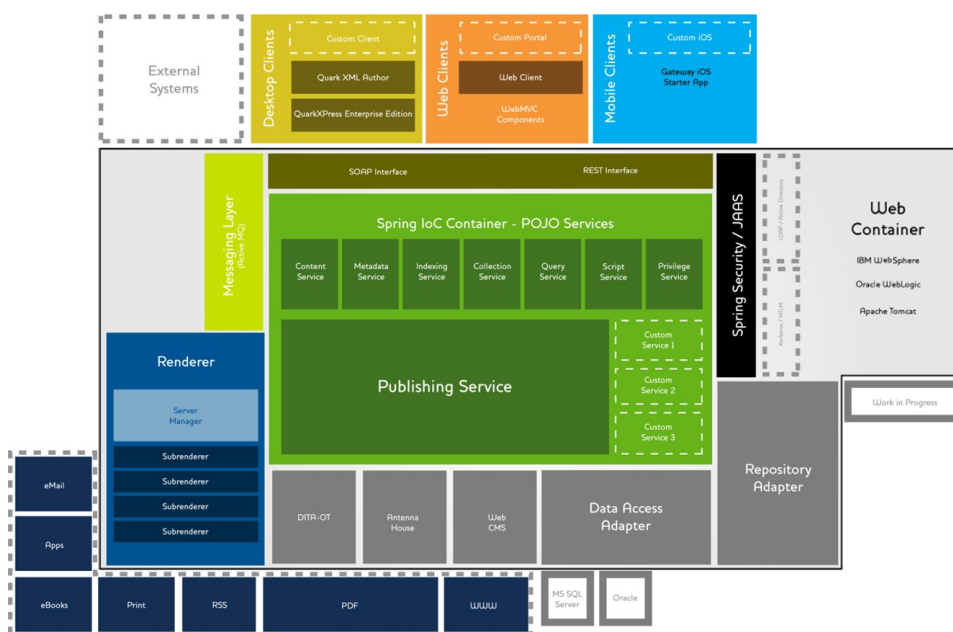 External
Systems
Desktop Clients
Custom Client
Quark XML Author
QuarkXPress Enterprise Edition
Web Clients
Custom Portal
Web Client
WebMVC
Components
Mobile Clients
Custom iOS
Gateway iOS
Starter App
Messaging Layer
(Active MQ)
SOAP Interface
REST Interface
Spring IoC Container - POJO Services
Content
Service
Metadata
Service
Indexing
Service
Collection
Service
Query
Service
Script
Service
Privilege
Service
Publishing Service
Custom
Service 1
Custom
Service 2
Custom
Service 3
Spring Security / JAAS
LDAP / Active Directory
Kerberos / NTLM
Web
Container
IBM WebSphere
Oracle WebLogic
Apache Tomcat
Renderer
Server
Manager
Subrenderer
Subrenderer
Subrenderer
Subrenderer
DITA-OT
Antenna
House
Web
CMS
Data Access
Adapter
Repository
Adapter
Work in Progress
eMail
Apps
eBooks
Print
RSS
PDF
WWW
MS SQL
Server
Oracle